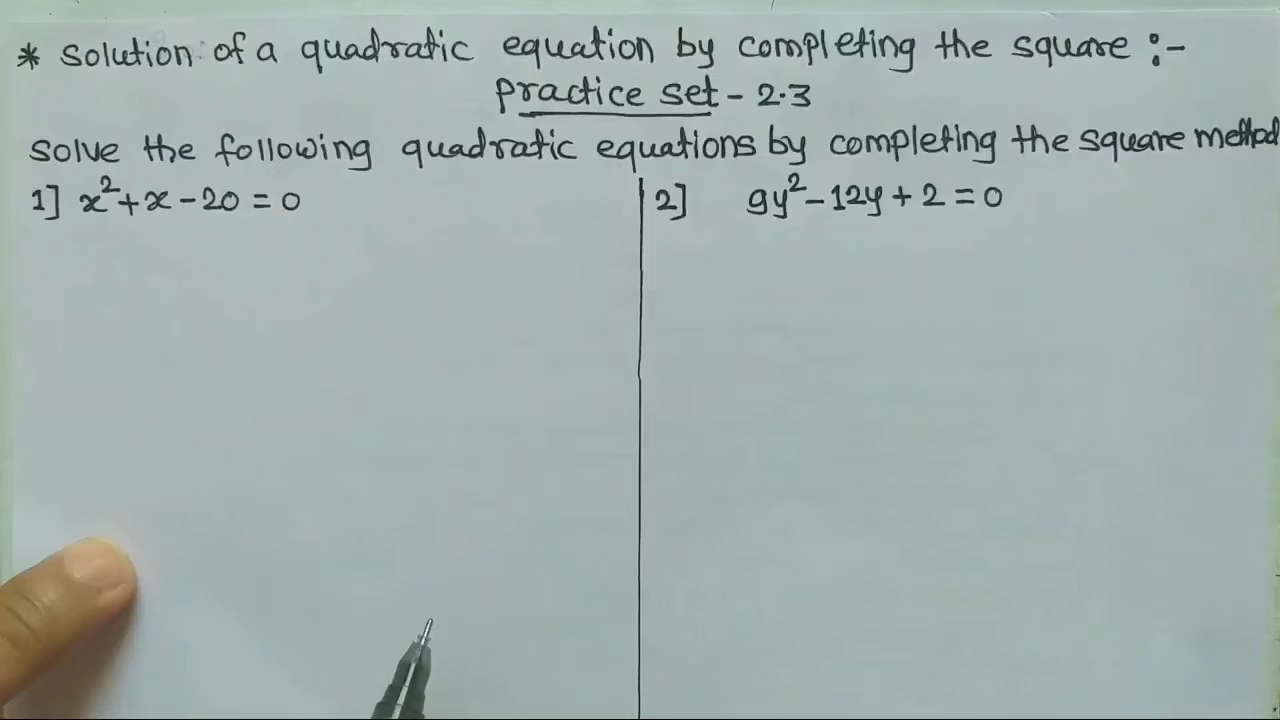 * Solution of a quadratic equation by completing the square :-
Practice set - 2.3
Solve the following quadratic equations by completing the square method.
1] x²+x-20=0
2] 9y²-12y+2=0